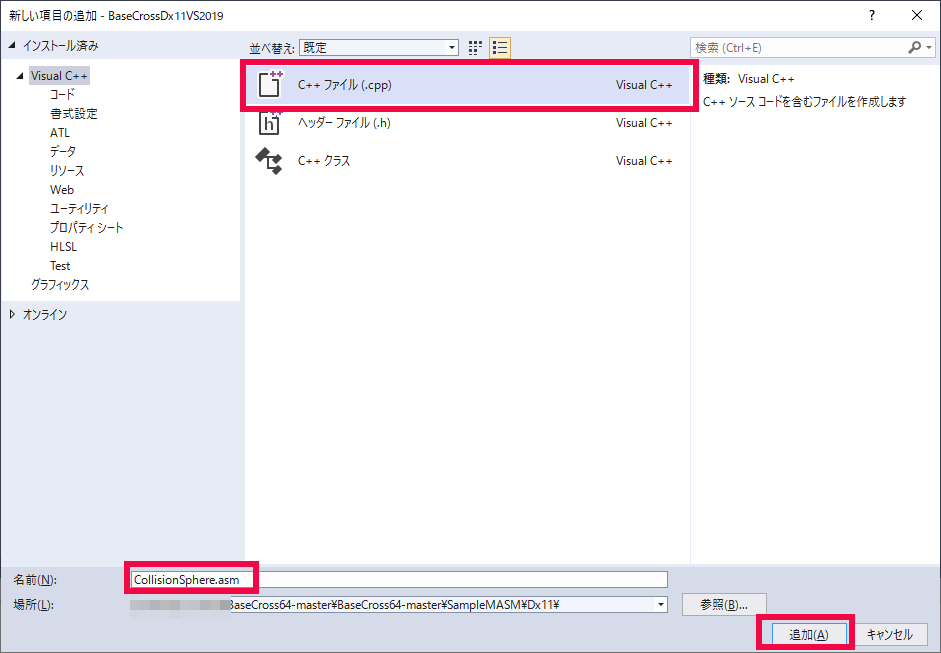 新しい項目の追加 - BaseCrossDx11VS2019
?
インストール済み
並べ替え: 既定
検索 (Ctrl+E)
Visual C++
コード
書式設定
ATL
データ
リソース
Web
ユーティリティ
プロパティ シート
HLSL
Test
グラフィックス
オンライン
C++ ファイル (.cpp) Visual C++
ヘッダー ファイル (.h) Visual C++
C++ クラス Visual C++
種類: Visual C++
C++ ソース コードを含むファイルを作成します
名前(N): CollisionSphere.asm
場所(L): BaseCross64-master¥BaseCross64-master¥SampleMASM¥Dx11¥
参照(B)...
追加(A)
キャンセル